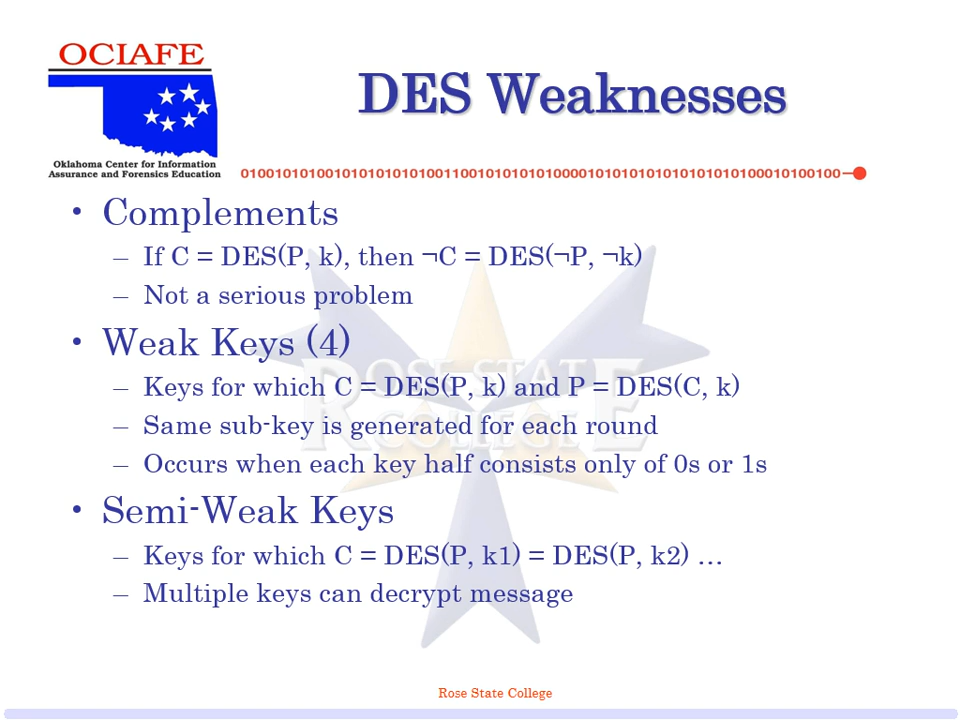 OCIAFE
Oklahoma Center for Information
Assurance and Forensics Education
DES Weaknesses
• Complements
– If C = DES(P, k), then ¬C = DES(¬P, ¬k)
– Not a serious problem
• Weak Keys (4)
– Keys for which C = DES(P, k) and P = DES(C, k)
– Same sub-key is generated for each round
– Occurs when each key half consists only of 0s or 1s
• Semi-Weak Keys
– Keys for which C = DES(P, k1) = DES(P, k2) …
– Multiple keys can decrypt message
ROSE STATE
COLLEGE
Rose State College